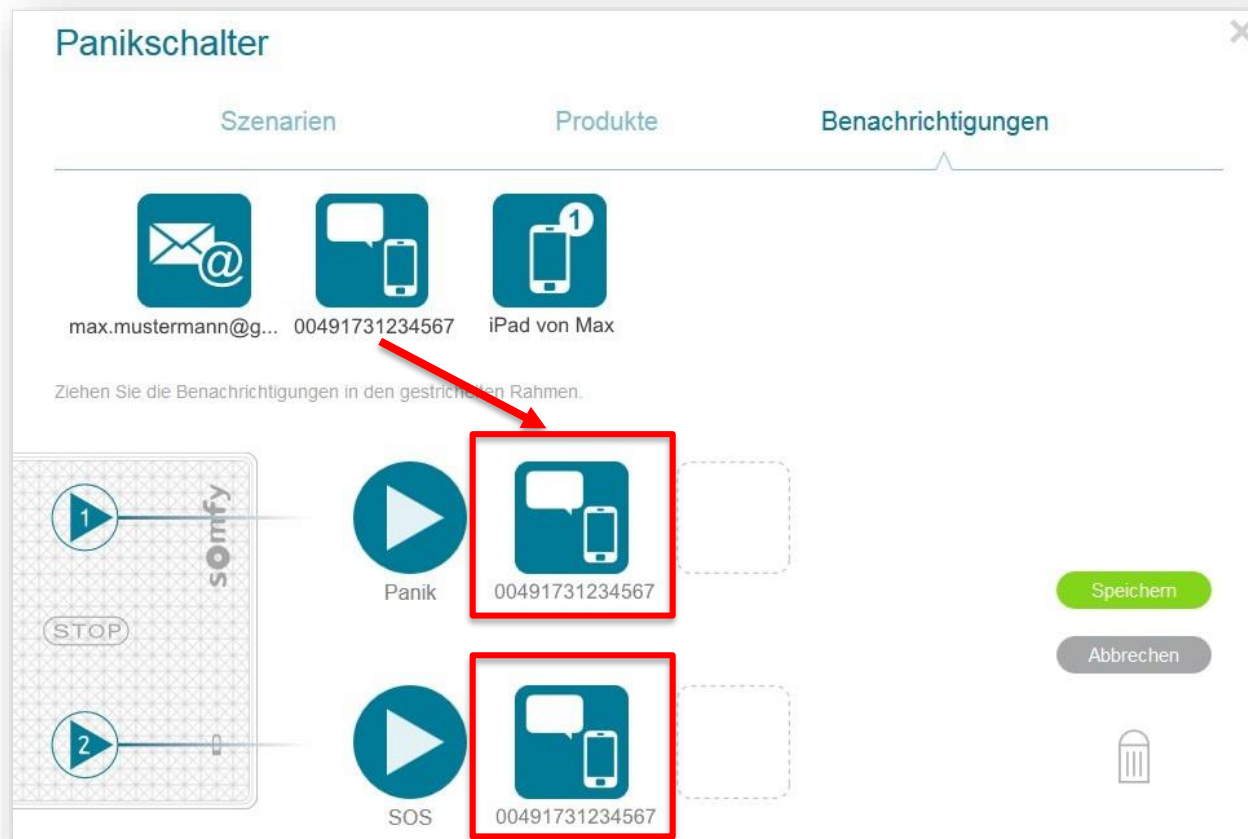 Panikschalter
Szenarien Produkte Benachrichtigungen
1
max.mustermann@g... 00491731234567 iPad von Max
Ziehen Sie die Benachrichtigungen in den gestrichelten Rahmen.
1
somfy
Panik 00491731234567
Speichern
STOP
Abbrechen
2
SOS 00491731234567